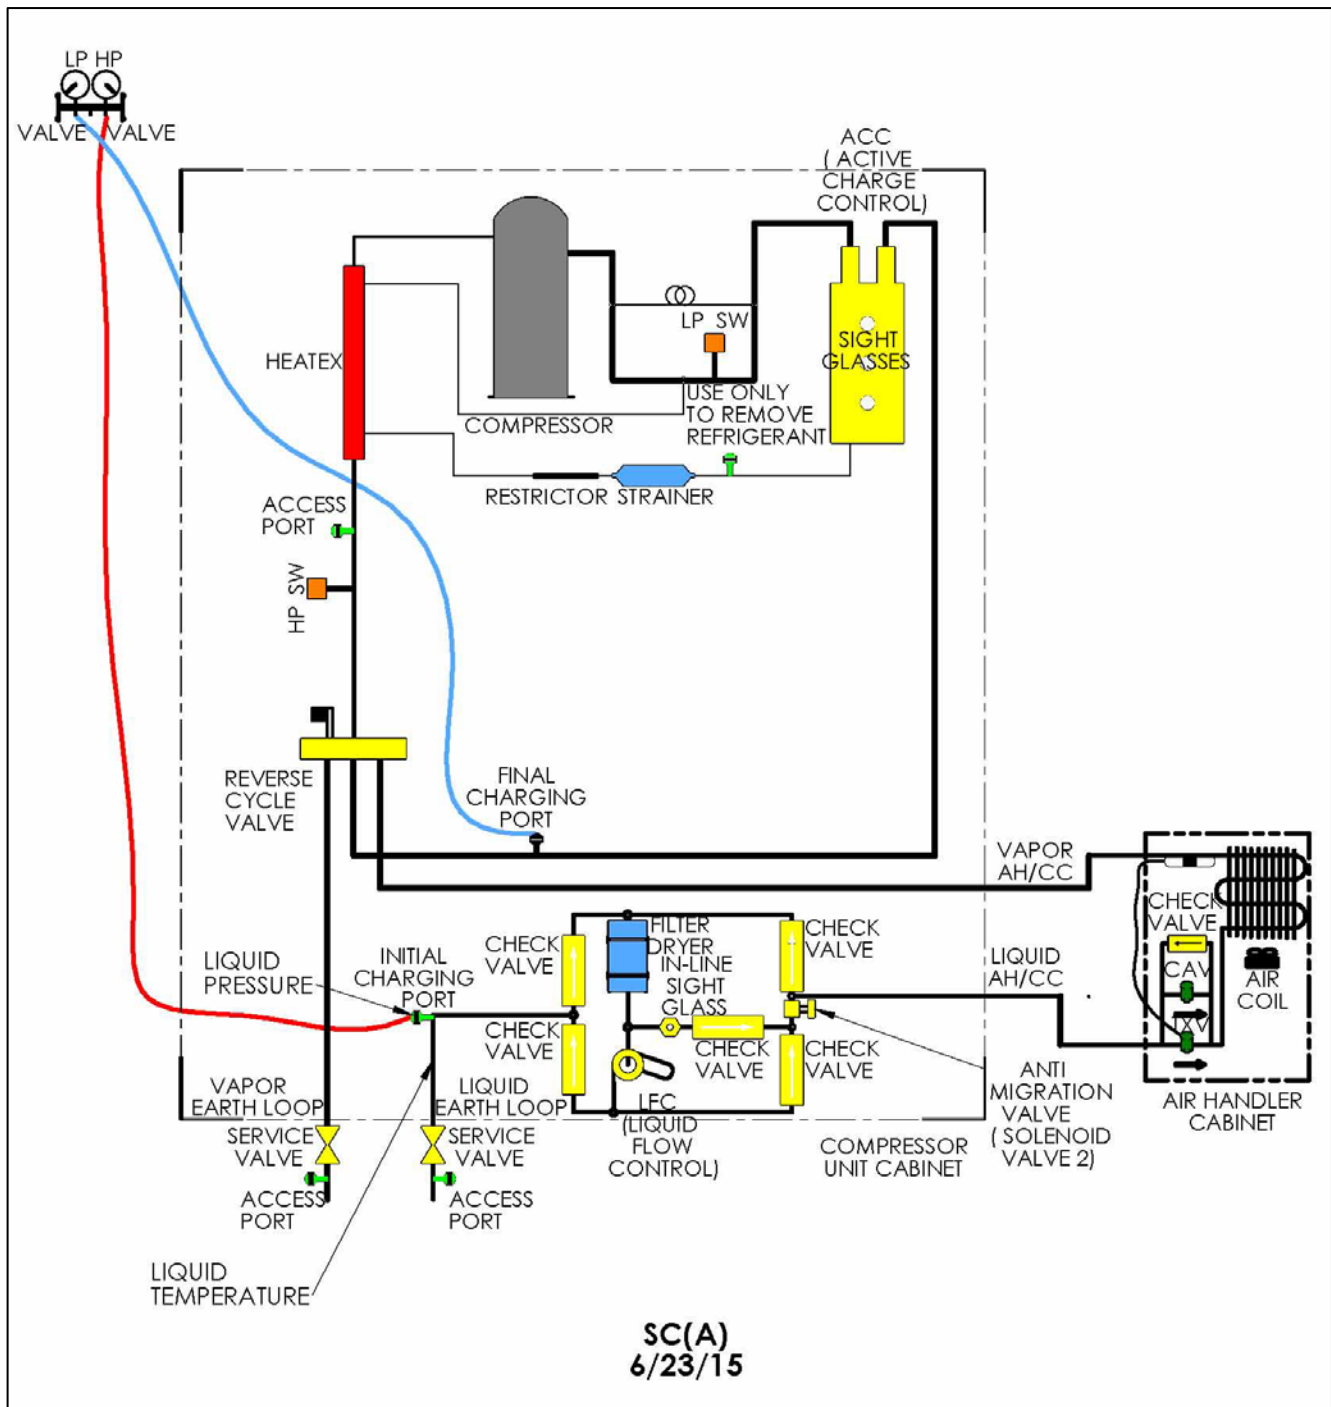 LP HP
VALVE VALVE
ACC
( ACTIVE
CHARGE
CONTROL)
HEATEX
COMPRESSOR
LP SW
SIGHT
GLASSES
USE ONLY
TO REMOVE
REFRIGERANT
RESTRICTOR STRAINER
ACCESS
PORT
HP SW
REVERSE
CYCLE
VALVE
FINAL
CHARGING
PORT
VAPOR
AH/CC
CHECK
VALVE
CAV
TXV
AIR
COIL
AIR HANDLER
CABINET
LIQUID
AH/CC
LIQUID
PRESSURE
INITIAL
CHARGING
PORT
CHECK
VALVE
FILTER
DRYER
IN-LINE
SIGHT
GLASS
CHECK
VALVE
CHECK
VALVE
CHECK
VALVE
CHECK
VALVE
LFC
(LIQUID
FLOW
CONTROL)
ANTI
MIGRATION
VALVE
( SOLENOID
VALVE 2)
COMPRESSOR
UNIT CABINET
VAPOR
EARTH LOOP
SERVICE
VALVE
ACCESS
PORT
LIQUID
EARTH LOOP
SERVICE
VALVE
ACCESS
PORT
LIQUID
TEMPERATURE
SC(A)
6/23/15